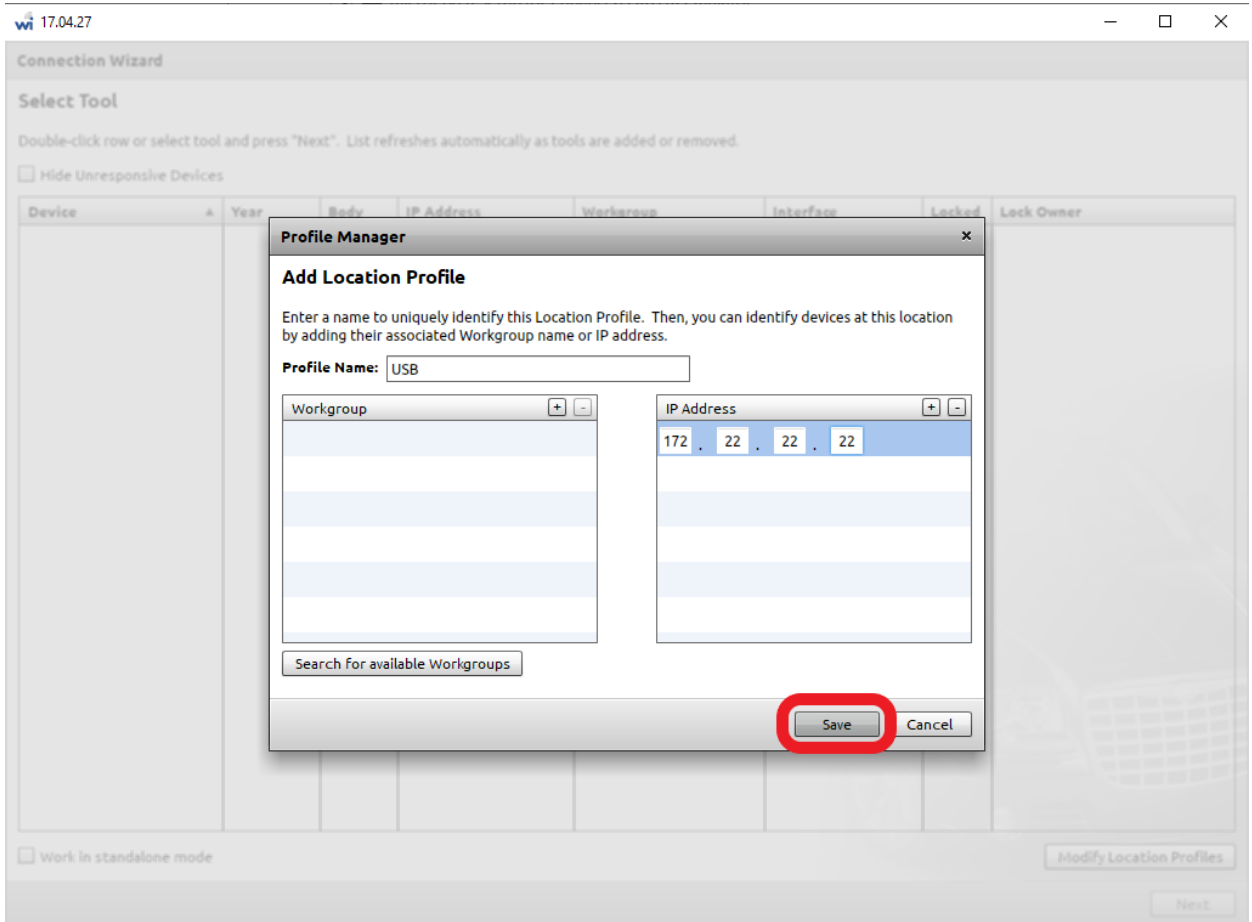 wi 17.04.27
Connection Wizard
Select Tool
Double-click row or select tool and press "Next". List refreshes automatically as tools are added or removed.
Hide Unresponsive Devices
Device Year Body IP Address Workgroup Interface Locked Lock Owner
Profile Manager
Add Location Profile
Enter a name to uniquely identify this Location Profile. Then, you can identify devices at this location
by adding their associated Workgroup name or IP address.
Profile Name: USB
Workgroup + - IP Address + -
172 . 22 . 22 . 22
Search for available Workgroups
Save Cancel
Work in standalone mode Modify Location Profiles
Next